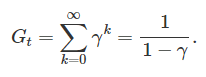 $G_t = \sum_{k=0}^{\infty} \gamma^k = \frac{1}{1-\gamma}.$